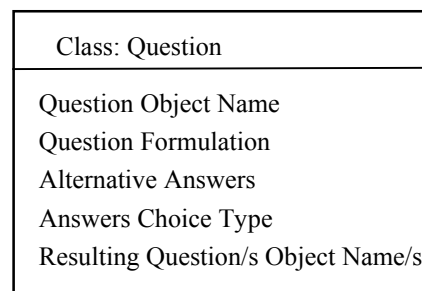 Class: Question
Question Object Name
Question Formulation
Alternative Answers
Answers Choice Type
Resulting Question/s Object Name/s